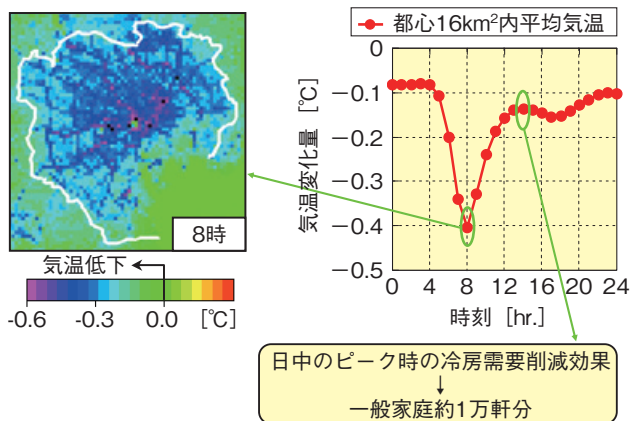 都心16km²内平均気温
0
−0.1
−0.2
−0.3
−0.4
−0.5
気温変化量 [℃]
0 4 8 12 16 20 24
時刻 [hr.]
8時
気温低下
-0.6 -0.3 0.0 [℃]
日中のピーク時の冷房需要削減効果
↓
一般家庭約1万軒分